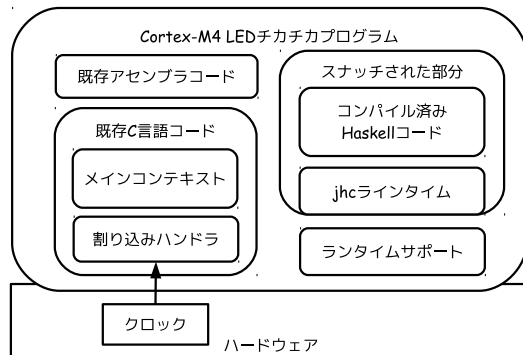 Cortex-M4 LEDチカチカプログラム
既存アセンブラコード
既存C言語コード
メインコンテキスト
割り込みハンドラ
スナッチされた部分
コンパイル済み
Haskellコード
jhcラインタイム
ランタイムサポート
クロック
ハードウェア